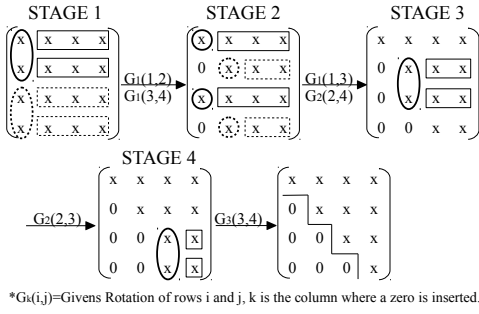 STAGE 1 STAGE 2 STAGE 3
x x x x x x x x x x x x
x x x x G1(1,2) 0 x x x G1(1,3) 0 x x x
x x x x G1(3,4) x x x x G2(2,4) 0 x x x
x x x x 0 x x x 0 0 x x
STAGE 4
x x x x x x x x
G2(2,3) 0 x x x G3(3,4) 0 x x x
0 0 x x 0 0 x x
0 0 x x 0 0 0 x
*Gk(i,j)=Givens Rotation of rows i and j, k is the column where a zero is inserted.